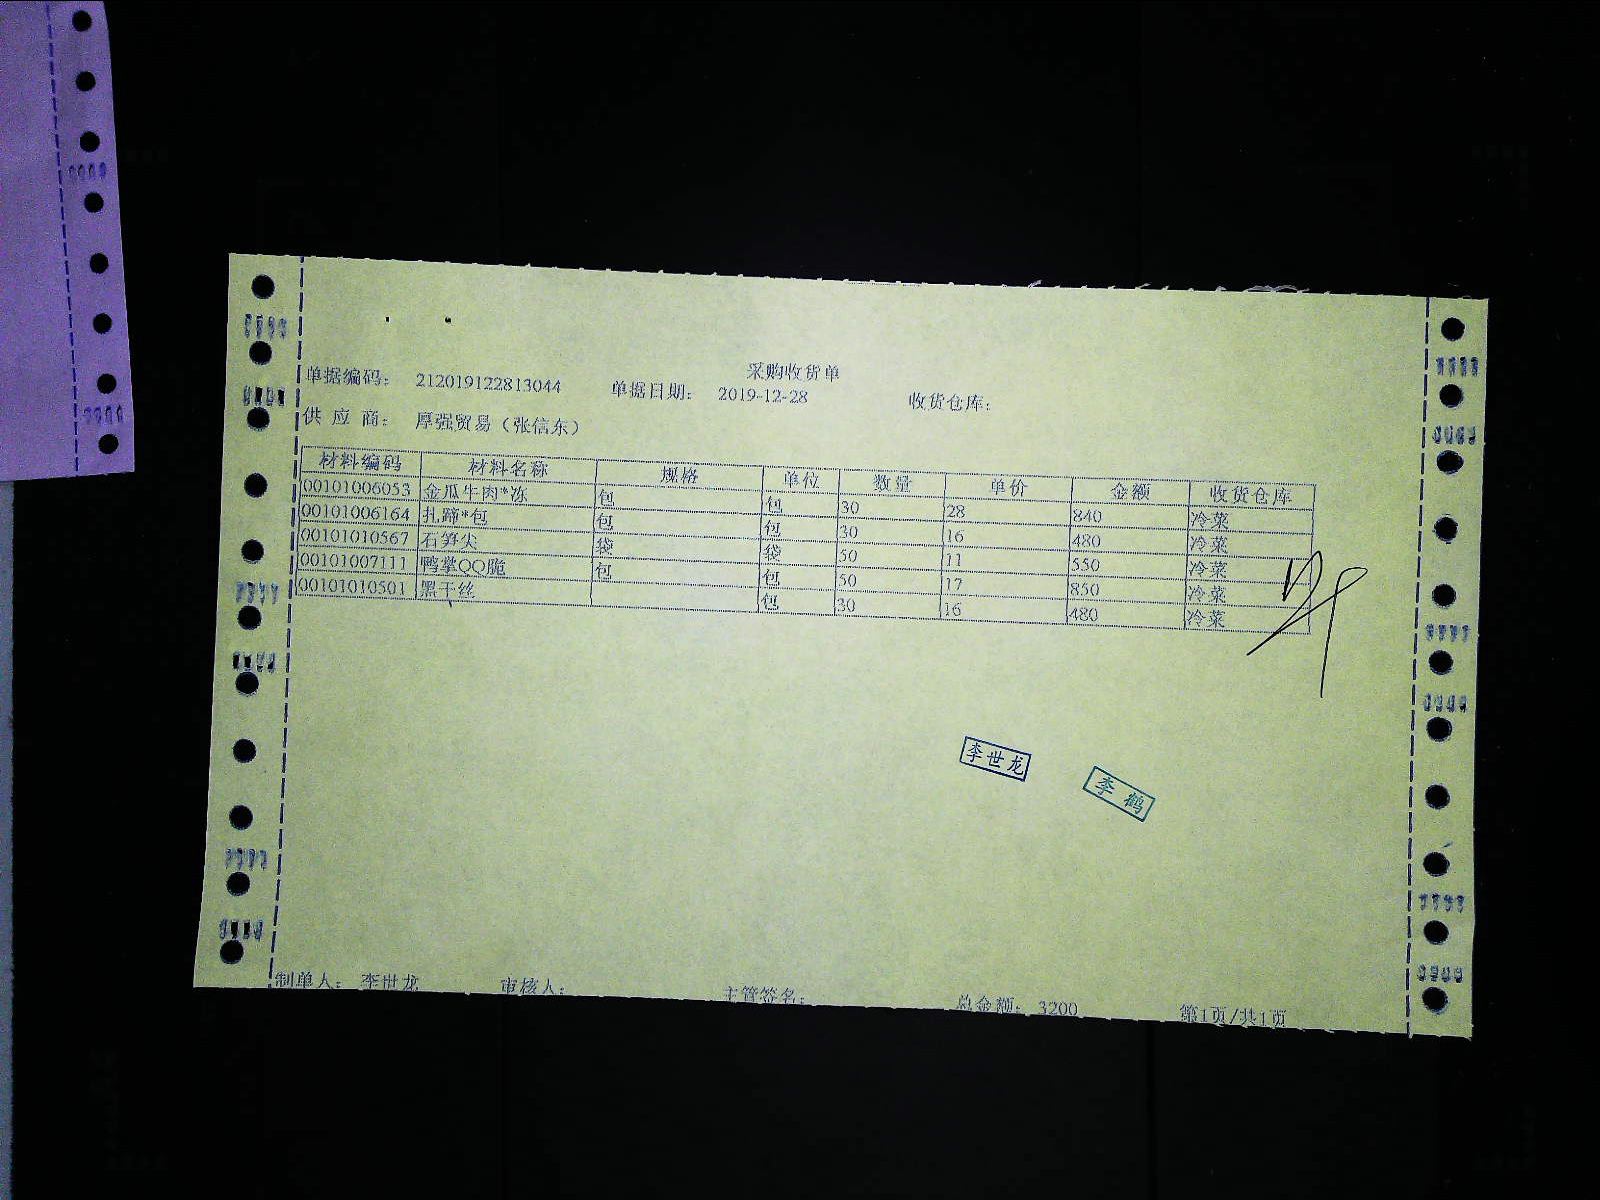 采购收货单
单据编码： 212019122813044 单据日期： 2019-12-28 收货仓库：
供 应 商： 厚强贸易（张信东）
材料编码 材料名称 规格 单位 数量 单价 金额 收货仓库
00101006053 金瓜牛肉*冻 包 包 30 28 840 冷菜
00101006164 扎蹄*包 包 包 30 16 480 冷菜
00101010567 石笋尖 袋 袋 50 11 550 冷菜
00101007111 鸭掌QQ脆 包 包 50 17 850 冷菜
00101010501 黑干丝 包 30 16 480 冷菜
李世龙
李鹤
制单人： 李世龙 审核人： 主管签名： 总金额： 3200 第1页/共1页